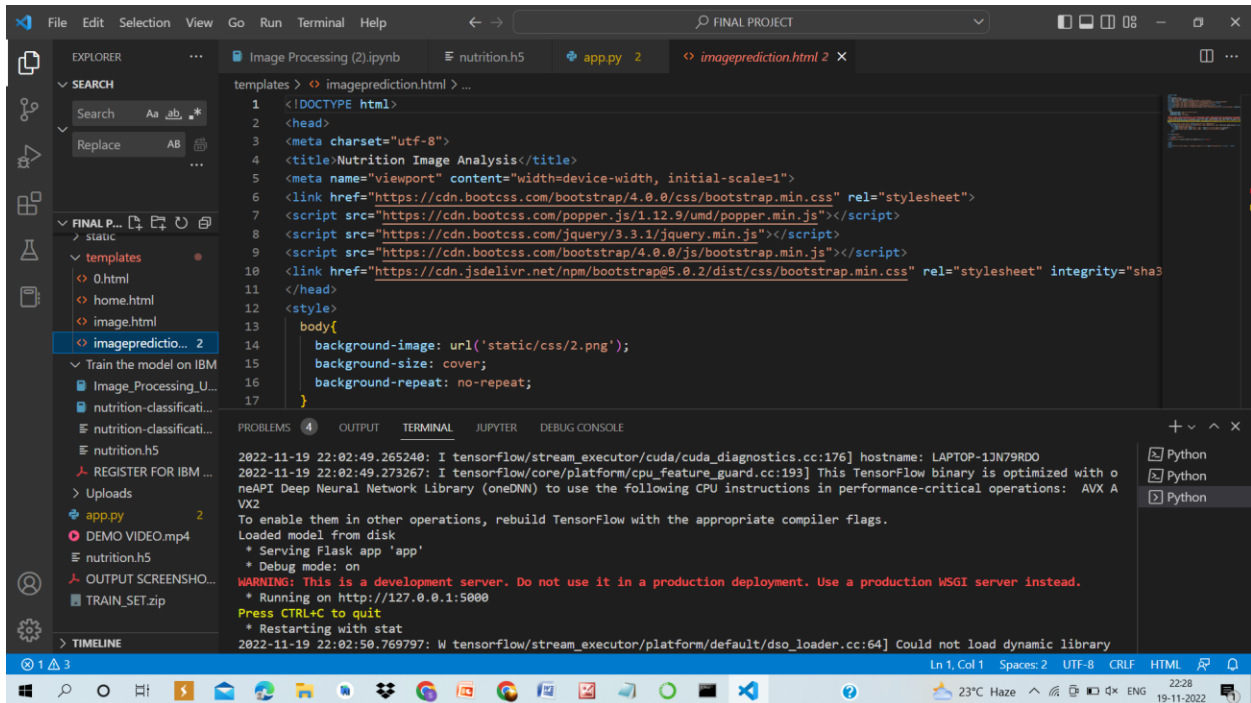 File Edit Selection View Go Run Terminal Help
FINAL PROJECT
EXPLORER
SEARCH
Search Aa ab, .*
Replace AB
FINAL P...
static
templates
0.html
home.html
image.html
imagepredictio... 2
Train the model on IBM
Image_Processing_U...
nutrition-classificati...
nutrition-classificati...
nutrition.h5
REGISTER FOR IBM ...
Uploads
app.py 2
DEMO VIDEO.mp4
nutrition.h5
OUTPUT SCREENSHO...
TRAIN_SET.zip
TIMELINE
Image Processing (2).ipynb nutrition.h5 app.py 2 imageprediction.html 2
templates > imageprediction.html > ...
1 <!DOCTYPE html>
2 <head>
3 <meta charset="utf-8">
4 <title>Nutrition Image Analysis</title>
5 <meta name="viewport" content="width=device-width, initial-scale=1">
6 <link href="https://cdn.bootcss.com/bootstrap/4.0.0/css/bootstrap.min.css" rel="stylesheet">
7 <script src="https://cdn.bootcss.com/popper.js/1.12.9/umd/popper.min.js"></script>
8 <script src="https://cdn.bootcss.com/jquery/3.3.1/jquery.min.js"></script>
9 <script src="https://cdn.bootcss.com/bootstrap/4.0.0/js/bootstrap.min.js"></script>
10 <link href="https://cdn.jsdelivr.net/npm/bootstrap@5.0.2/dist/css/bootstrap.min.css" rel="stylesheet" integrity="sha3
11 </head>
12 <style>
13 body{
14 background-image: url('static/css/2.png');
15 background-size: cover;
16 background-repeat: no-repeat;
17 }
PROBLEMS 4 OUTPUT TERMINAL JUPYTER DEBUG CONSOLE
2022-11-19 22:02:49.265240: I tensorflow/stream_executor/cuda/cuda_diagnostics.cc:176] hostname: LAPTOP-1JN79RDO
2022-11-19 22:02:49.273267: I tensorflow/core/platform/cpu_feature_guard.cc:193] This TensorFlow binary is optimized with o
neAPI Deep Neural Network Library (oneDNN) to use the following CPU instructions in performance-critical operations: AVX A
VX2
To enable them in other operations, rebuild TensorFlow with the appropriate compiler flags.
Loaded model from disk
* Serving Flask app 'app'
* Debug mode: on
WARNING: This is a development server. Do not use it in a production deployment. Use a production WSGI server instead.
* Running on http://127.0.0.1:5000
Press CTRL+C to quit
* Restarting with stat
2022-11-19 22:02:50.769797: W tensorflow/stream_executor/platform/default/dso_loader.cc:64] Could not load dynamic library
Python
Python
Python
1 3
Ln 1, Col 1 Spaces: 2 UTF-8 CRLF HTML
23°C Haze ENG
22:28
19-11-2022